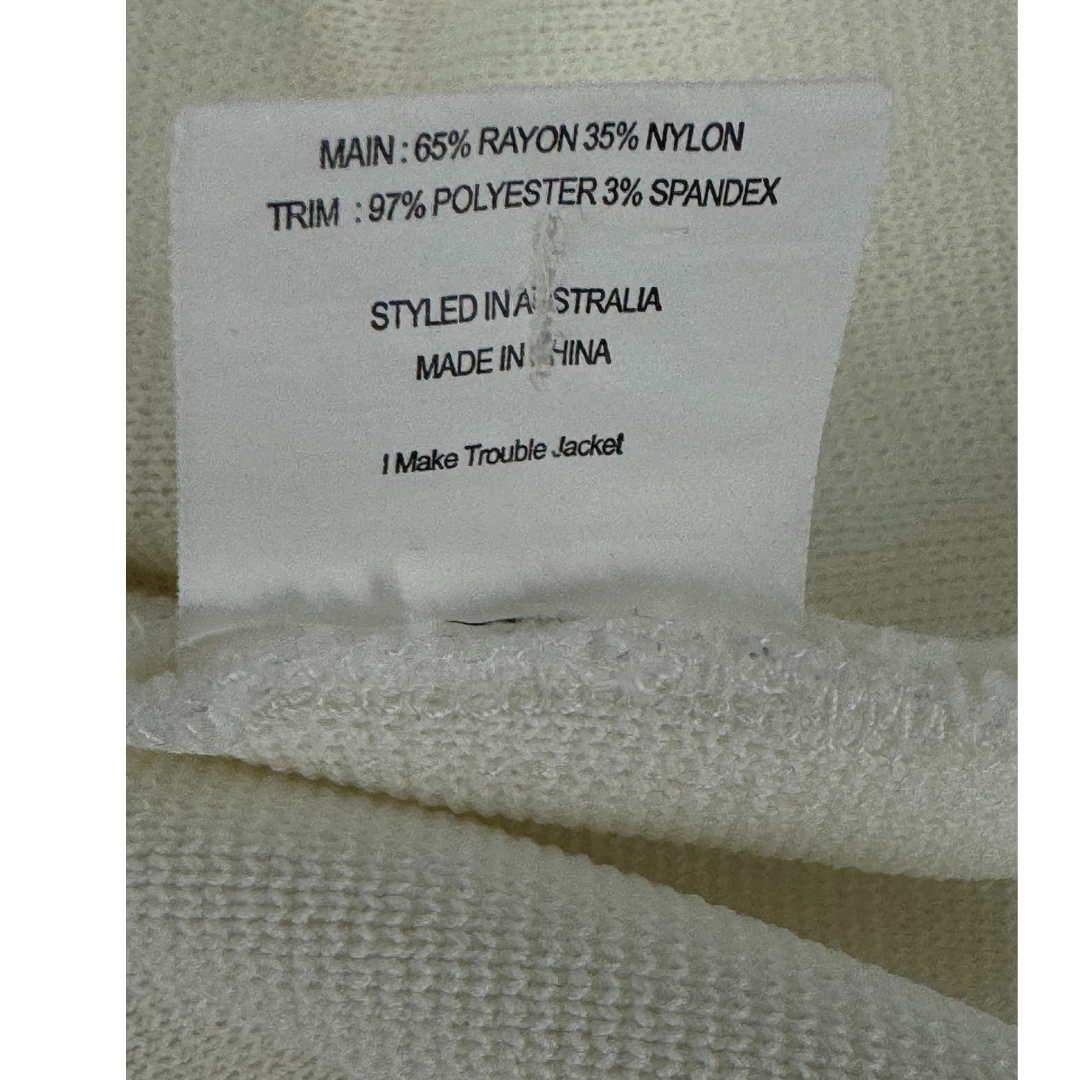 MAIN : 65% RAYON 35% NYLON
TRIM : 97% POLYESTER 3% SPANDEX
STYLED IN AUSTRALIA
MADE IN CHINA
I Make Trouble Jacket